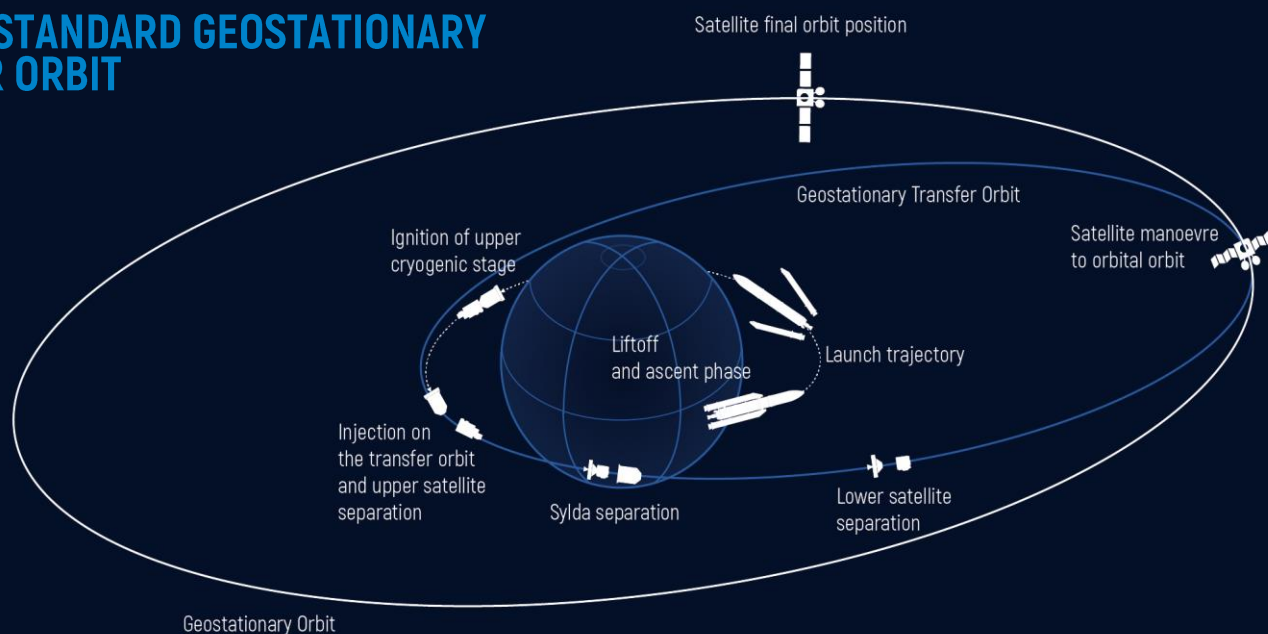 STANDARD GEOSTATIONARY
R ORBIT
Satellite final orbit position
Geostationary Transfer Orbit
Satellite manoevre
to orbital orbit
Ignition of upper
cryogenic stage
Liftoff
and ascent phase
Launch trajectory
Injection on
the transfer orbit
and upper satellite
separation
Sylda separation
Lower satellite
separation
Geostationary Orbit